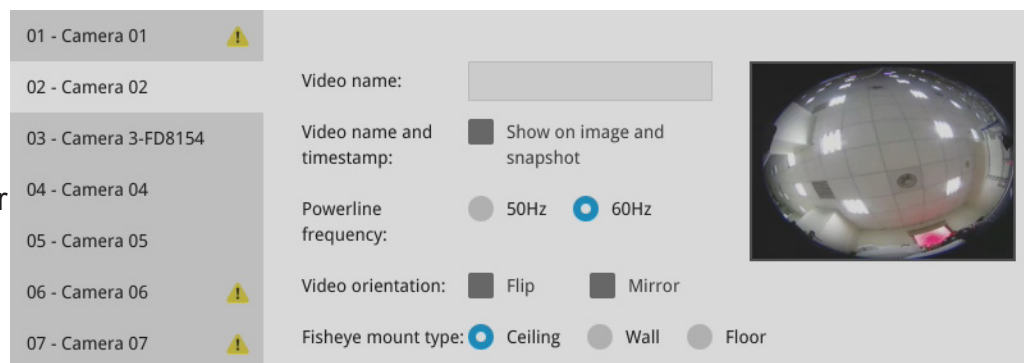 01 - Camera 01
02 - Camera 02
03 - Camera 3-FD8154
04 - Camera 04
05 - Camera 05
06 - Camera 06
07 - Camera 07
r
Video name:
Video name and
timestamp:
Show on image and
snapshot
Powerline
frequency:
50Hz 60Hz
Video orientation: Flip Mirror
Fisheye mount type: Ceiling Wall Floor